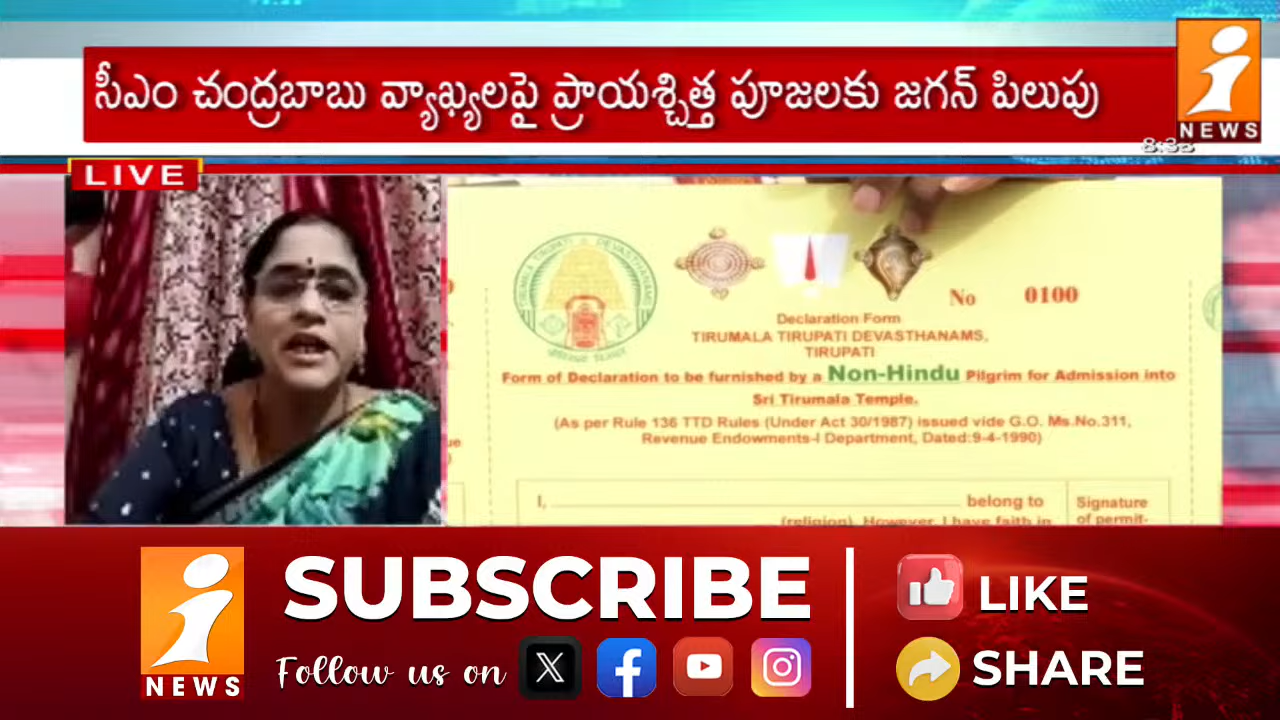 సీఎం చంద్రబాబు వ్యాఖ్యలపై ప్రాయశ్చిత్త పూజలకు జగన్ పిలుపు
i
NEWS
LIVE
TIRUMALA TIRUPATI DEVASTHANAMS
No 0100
Declaration Form
TIRUMALA TIRUPATI DEVASTHANAMS,
TIRUPATI
Form of Declaration to be furnished by a Non-Hindu Pilgrim for Admission into
Sri Tirumala Temple.
(As per Rule 136 TTD Rules (Under Act 30/1987) issued vide G.O. Ms.No.311,
Revenue Endowments-I Department, Dated:9-4-1990)
I, belong to
(religion). However, I have faith in
Signature
of permit-
i
NEWS
SUBSCRIBE
Follow us on
LIKE
SHARE